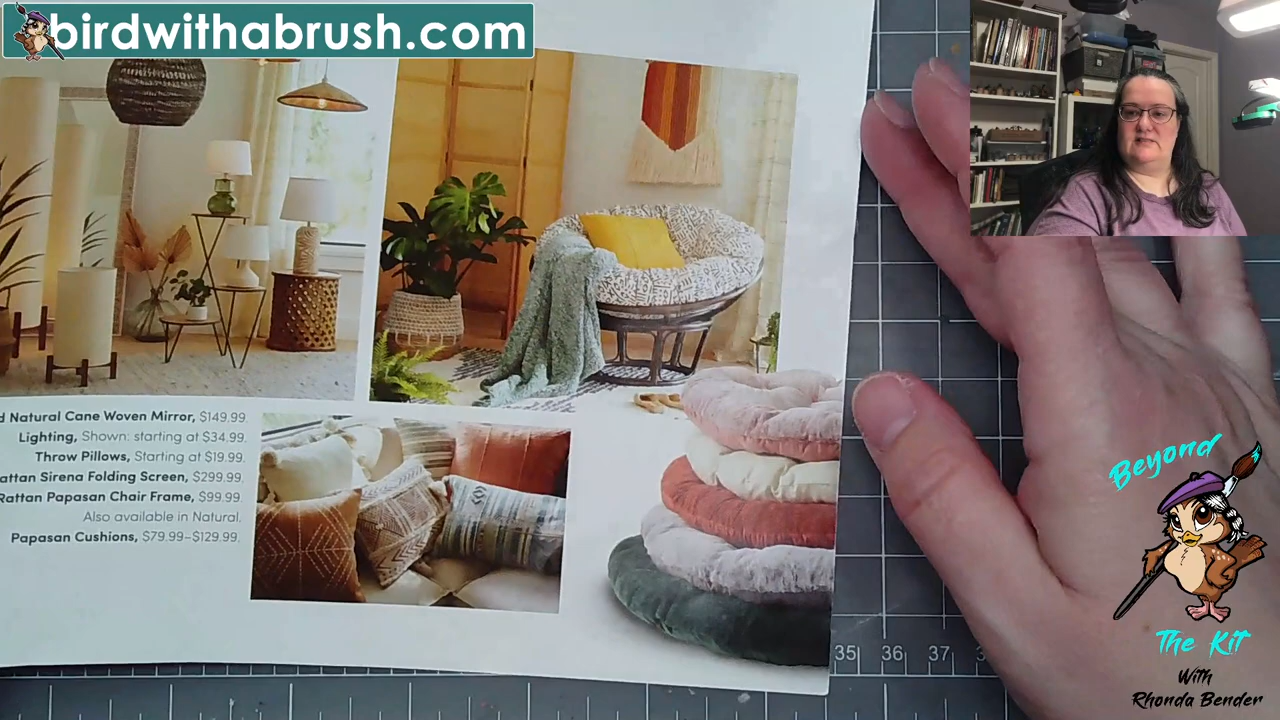 birdwithabrush.com
Natural Cane Woven Mirror, $149.99.
Lighting, Shown: starting at $34.99.
Throw Pillows, Starting at $19.99.
Sirena Folding Screen, $299.99.
Rattan Papasan Chair Frame, $99.99.
Also available in Natural.
Papasan Cushions, $79.99–$129.99.
35 36 37
Beyond
The Kit
With
Rhonda Bender